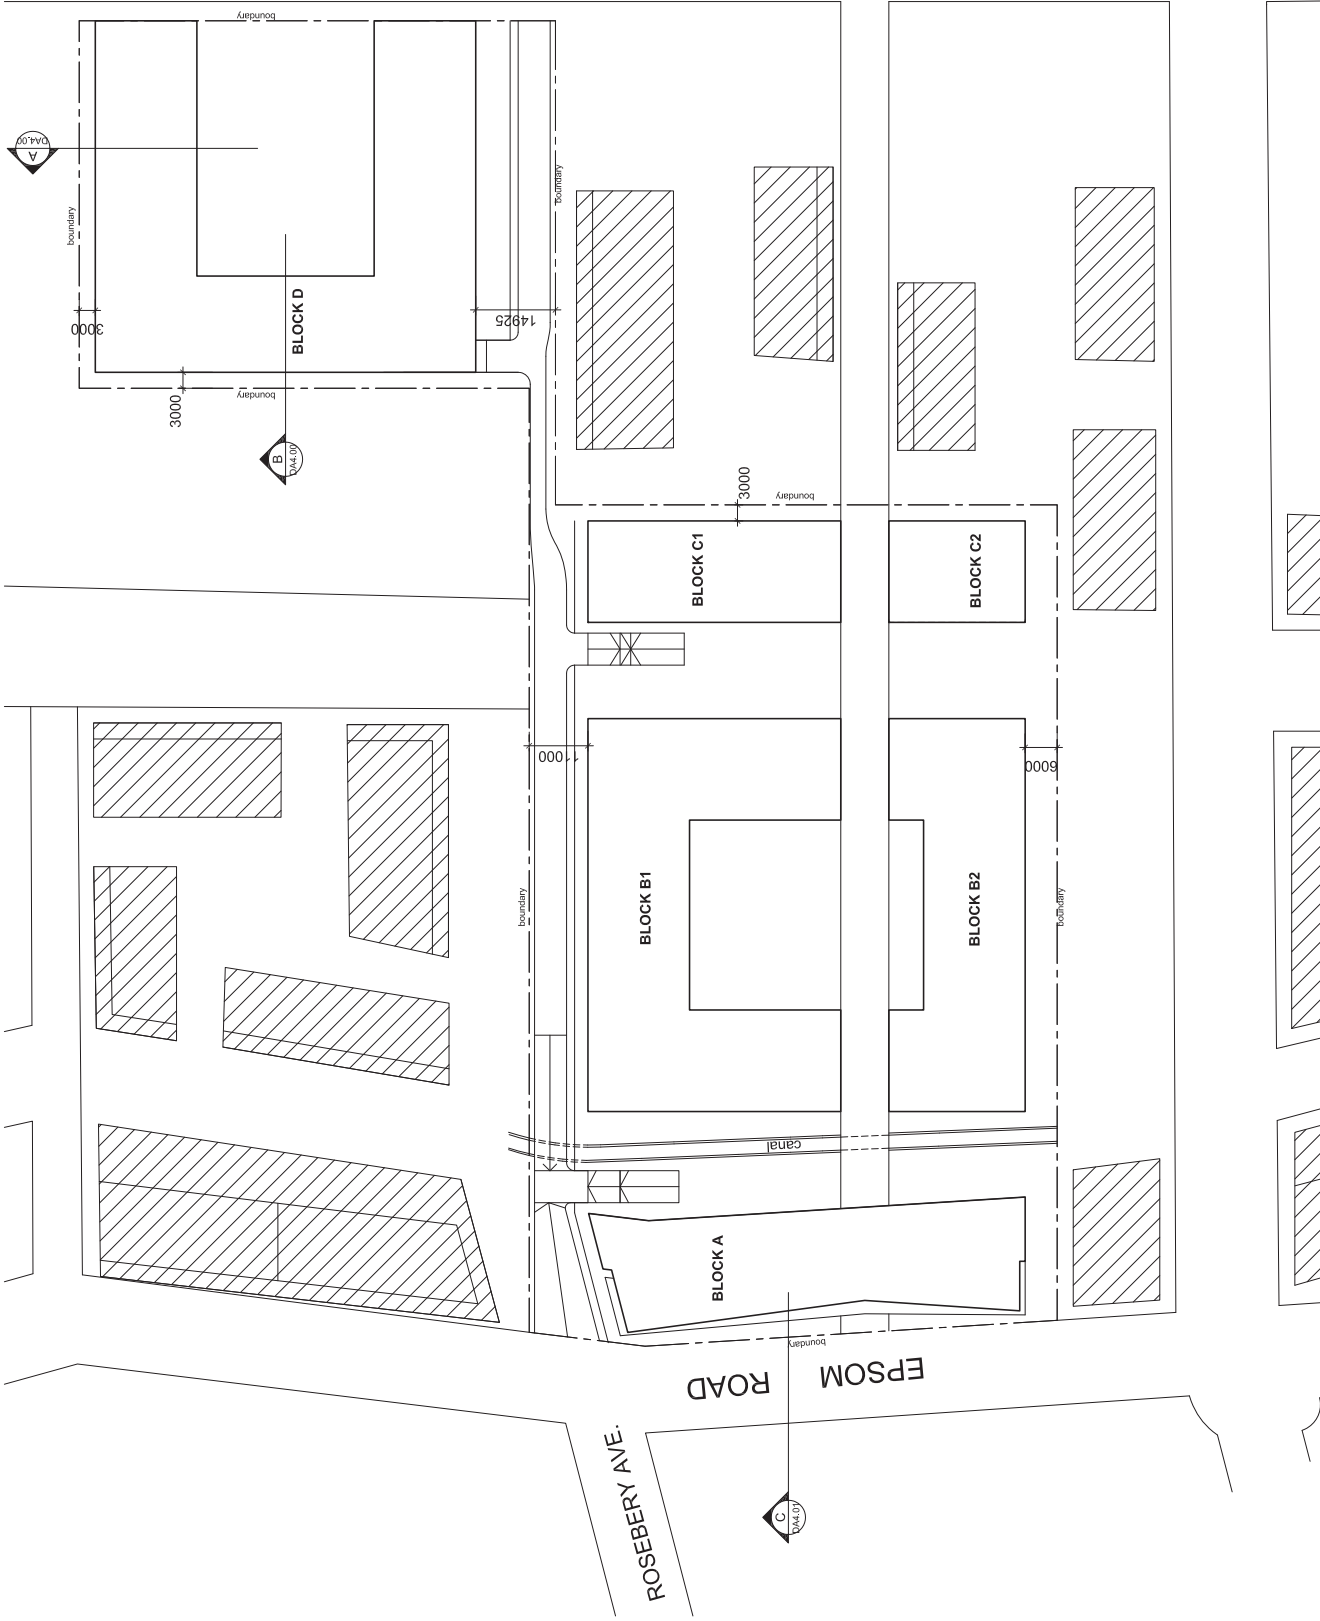 boundary
A
DA4.00
boundary
boundary
3000
BLOCK D
14925
3000
boundary
B
DA4.00
3000
boundary
BLOCK C1
BLOCK C2
11000
6000
boundary
BLOCK B1
BLOCK B2
boundary
canal
BLOCK A
boundary
EPSOM ROAD
ROSEBERY AVE.
C
DA4.01